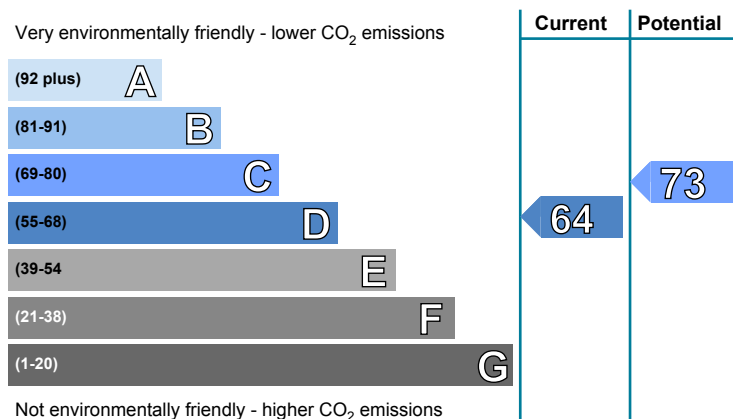 Very environmentally friendly - lower CO₂ emissions
Current
Potential
(92 plus) A
(81-91) B
(69-80) C
73
(55-68) D
64
(39-54 E
(21-38) F
(1-20) G
Not environmentally friendly - higher CO₂ emissions